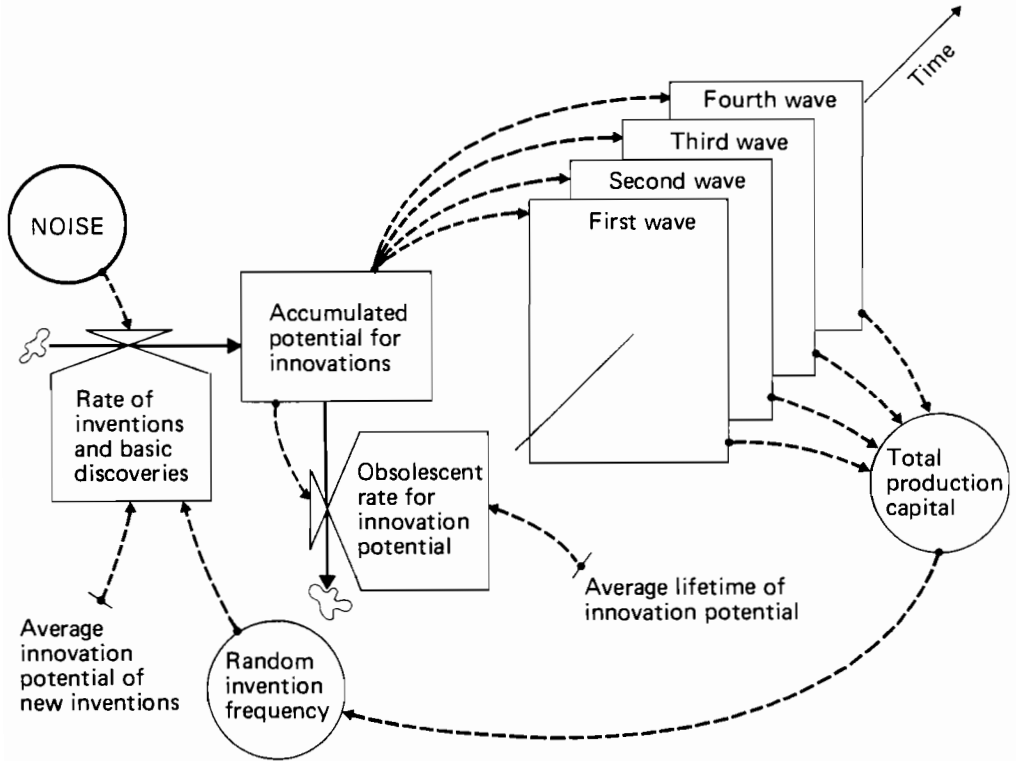 Time
Fourth wave
Third wave
Second wave
First wave
NOISE
Accumulated
potential for
innovations
Rate of
inventions
and basic
discoveries
Obsolescent
rate for
innovation
potential
Total
production
capital
Average lifetime of
innovation potential
Average
innovation
potential of
new inventions
Random
invention
frequency